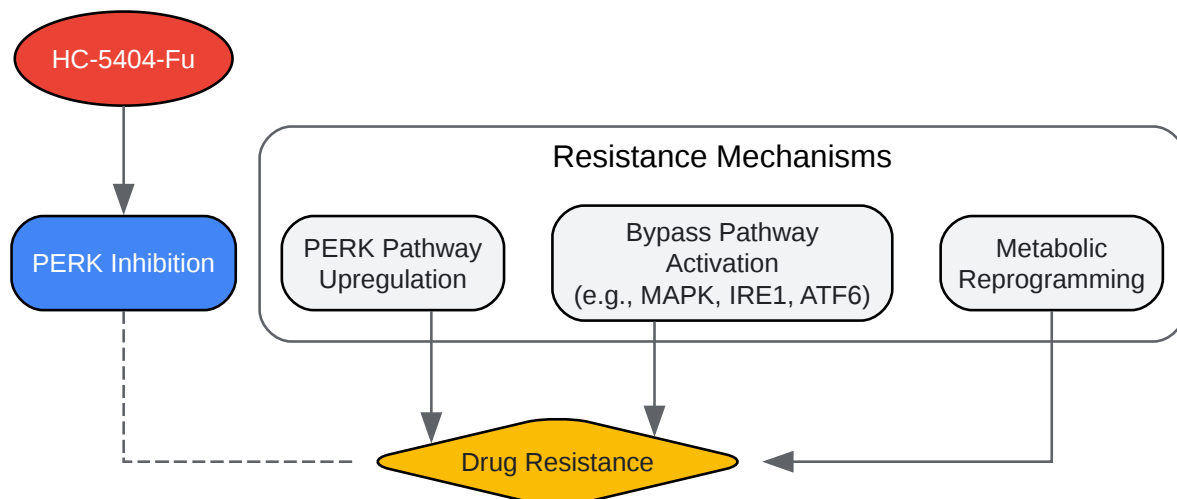 HC-5404-Fu
Resistance Mechanisms
PERK Inhibition
PERK Pathway
Upregulation
Bypass Pathway
Activation
(e.g., MAPK, IRE1, ATF6)
Metabolic
Reprogramming
Drug Resistance